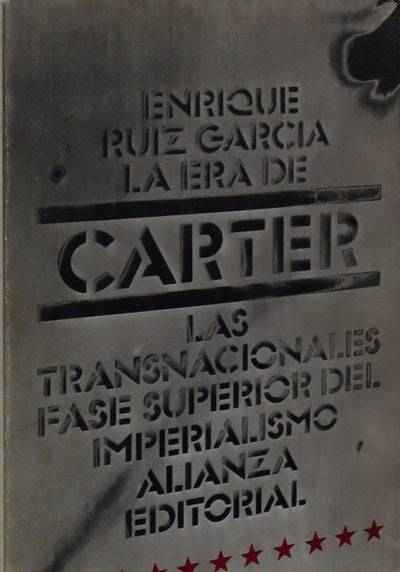 ENRIQUE
RUIZ GARCIA
LA ERA DE
CARTER
LAS
TRANSNACIONALES
FASE SUPERIOR DEL
IMPERIALISMO
ALIANZA
EDITORIAL